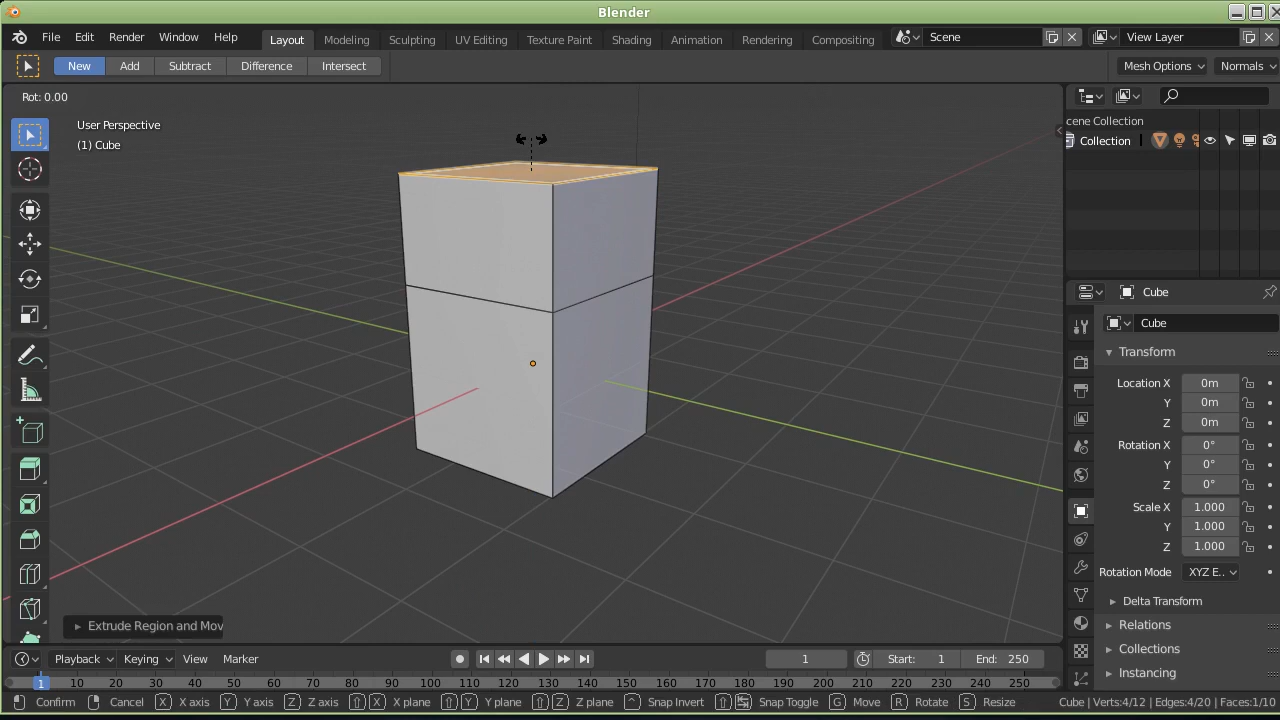 Blender
File Edit Render Window Help Layout Modeling Sculpting UV Editing Texture Paint Shading Animation Rendering Compositing Scene View Layer
New Add Subtract Difference Intersect Mesh Options Normals
Rot: 0.00
User Perspective
(1) Cube
cene Collection
Collection
Cube
Cube
Transform
Location X 0m
Y 0m
Z 0m
Rotation X 0°
Y 0°
Z 0°
Scale X 1.000
Y 1.000
Z 1.000
Rotation Mode XYZ E..
Delta Transform
Relations
Collections
Instancing
Extrude Region and Mov
Playback Keying View Marker 1 Start: 1 End: 250
1 10 20 30 40 50 60 70 80 90 100 110 120 130 140 150 160 170 180 190 200 210 220 230 240 250
Confirm Cancel X X axis Y Y axis Z Z axis X X plane Y Y plane Z Z plane Snap Invert Snap Toggle G Move R Rotate S Resize Cube | Verts:4/12 | Edges:4/20 | Faces:1/10